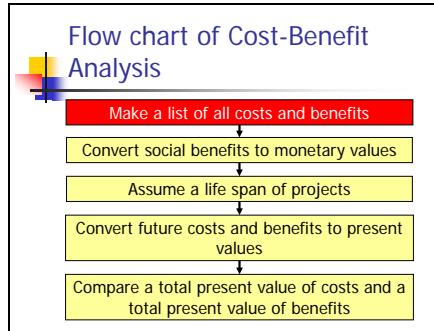 Flow chart of Cost-Benefit
Analysis
Make a list of all costs and benefits
Convert social benefits to monetary values
Assume a life span of projects
Convert future costs and benefits to present
values
Compare a total present value of costs and a
total present value of benefits